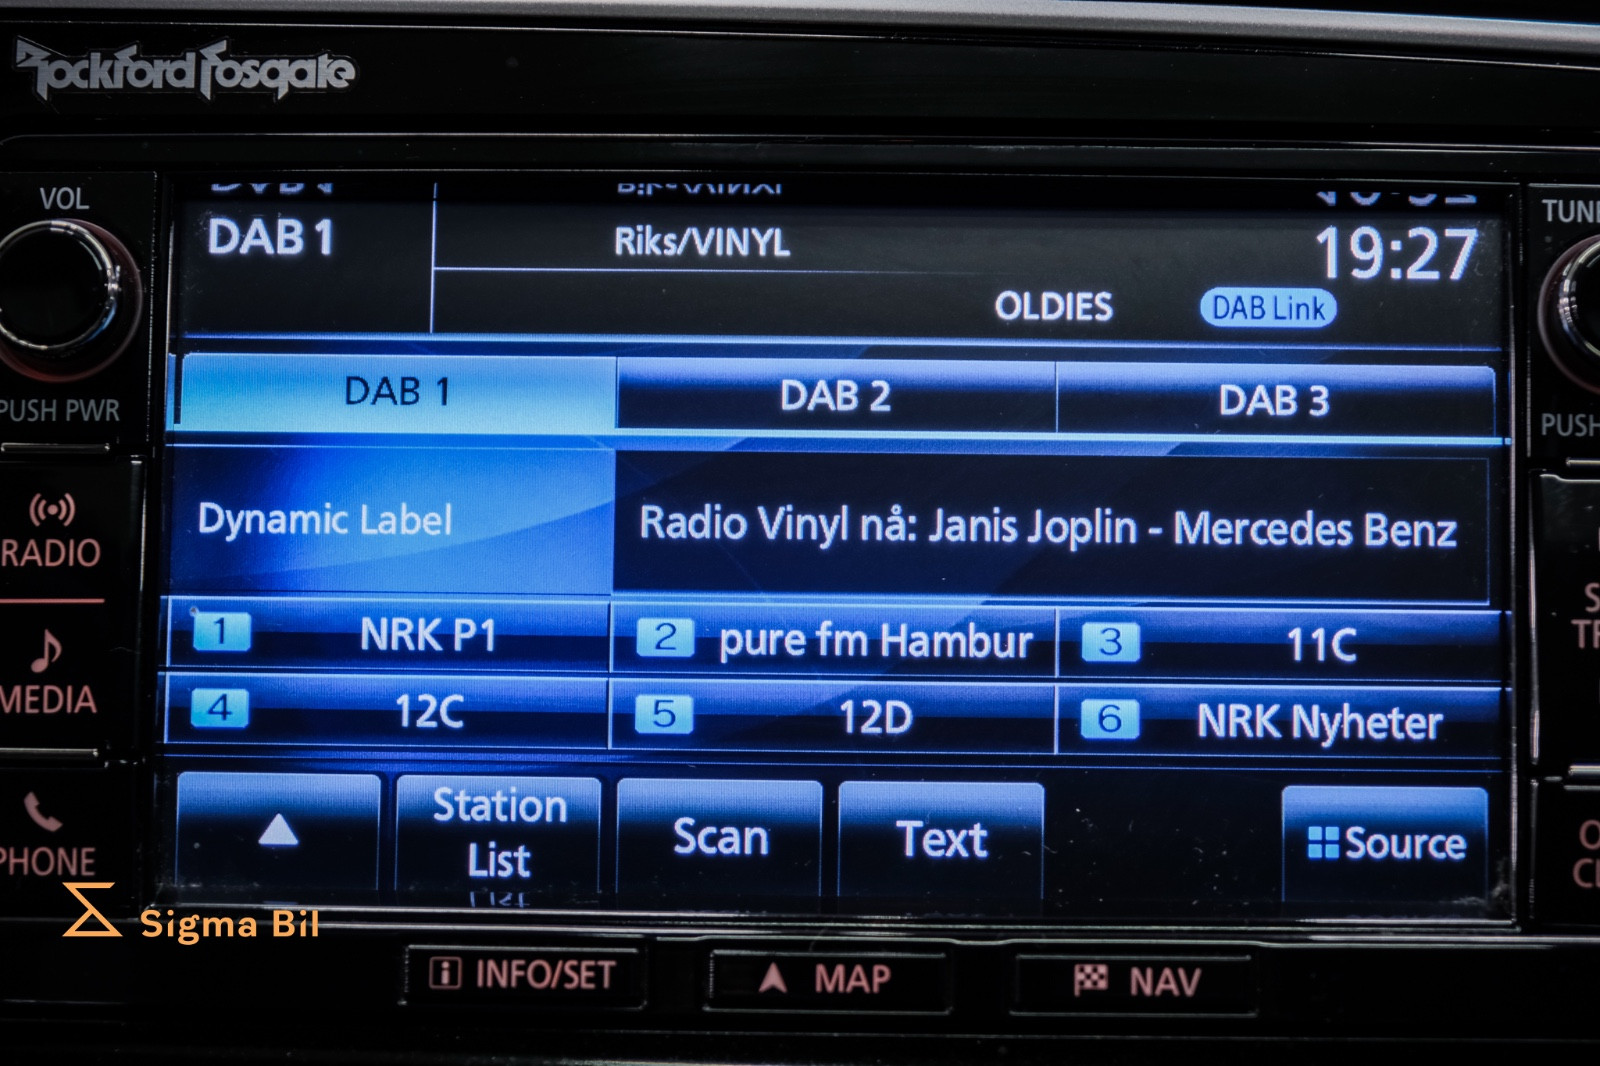 Rockford Fosgate
VOL
DAB 1
Riks/VINYL
19:27
TUNE
OLDIES
DAB Link
PUSH PWR
DAB 1
DAB 2
DAB 3
PUSH
RADIO
Dynamic Label
Radio Vinyl nå: Janis Joplin - Mercedes Benz
1 NRK P1
2 pure fm Hambur
3 11C
MEDIA
4 12C
5 12D
6 NRK Nyheter
PHONE
Station
List
Scan
Text
Source
Sigma Bil
INFO/SET
MAP
NAV